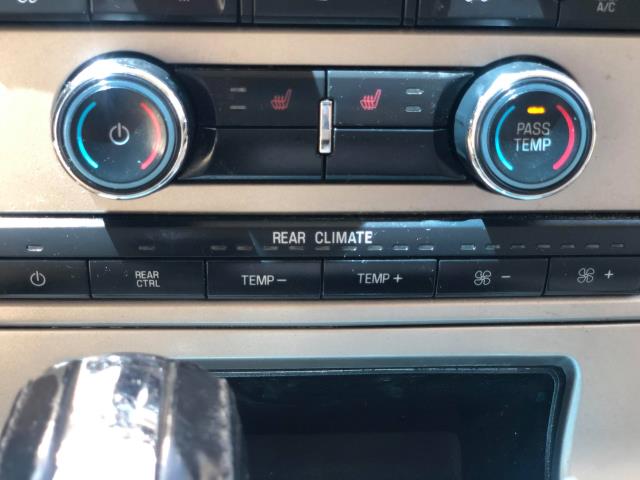 A/C
PASS
TEMP
REAR CLIMATE
REAR
CTRL
TEMP-
TEMP+
-
+